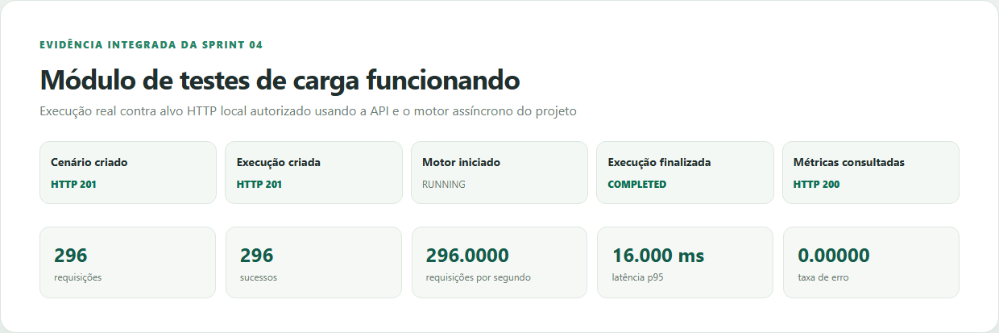 EVIDÊNCIA INTEGRADA DA SPRINT 04
Módulo de testes de carga funcionando
Execução real contra alvo HTTP local autorizado usando a API e o motor assíncrono do projeto
Cenário criado
HTTP 201
Execução criada
HTTP 201
Motor iniciado
RUNNING
Execução finalizada
COMPLETED
Métricas consultadas
HTTP 200
296
requisições
296
sucessos
296.0000
requisições por segundo
16.000 ms
latência p95
0.00000
taxa de erro